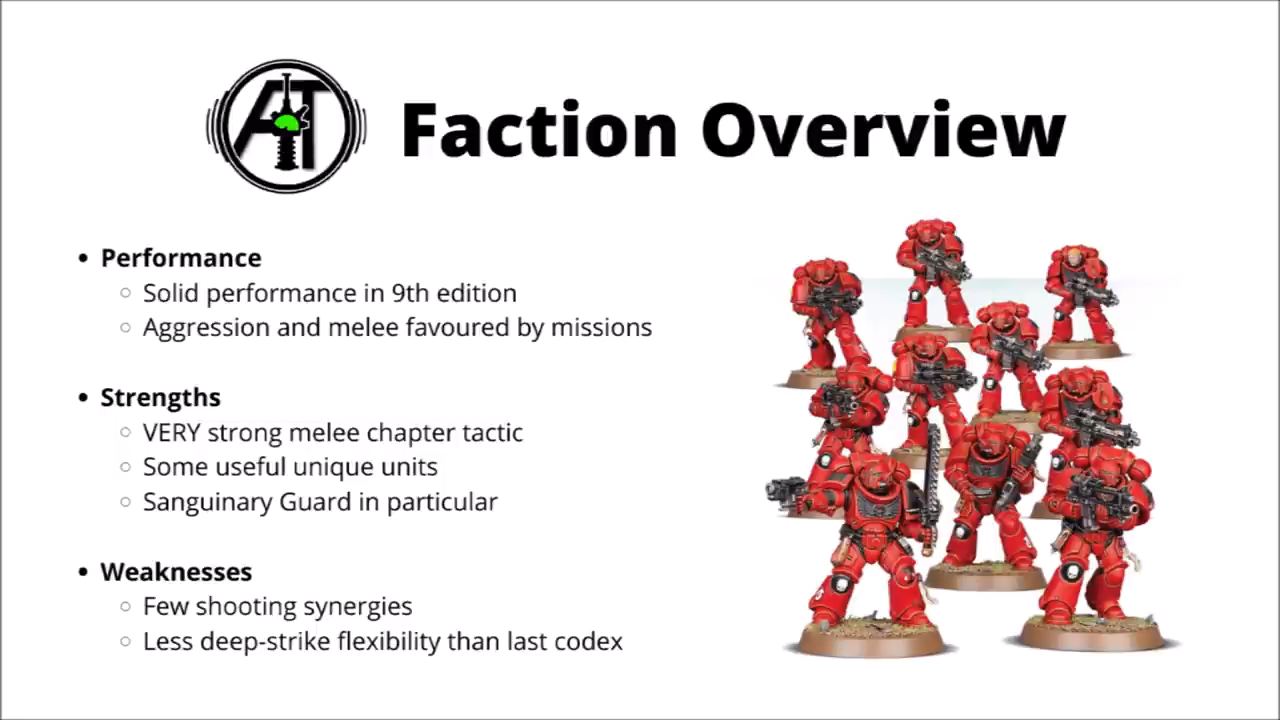 AT
Faction Overview
• Performance
○ Solid performance in 9th edition
○ Aggression and melee favoured by missions
• Strengths
○ VERY strong melee chapter tactic
○ Some useful unique units
○ Sanguinary Guard in particular
• Weaknesses
○ Few shooting synergies
○ Less deep-strike flexibility than last codex